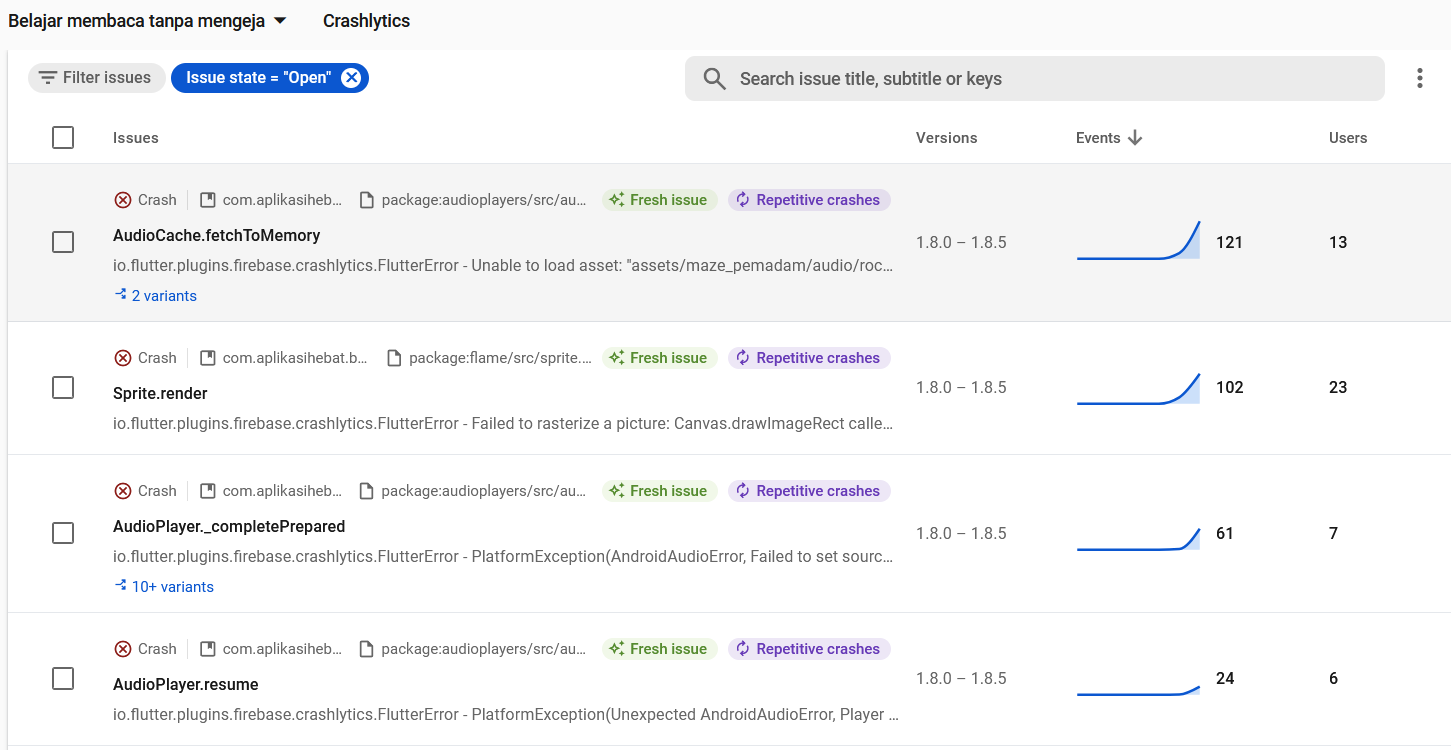 Belajar membaca tanpa mengeja Crashlytics
Filter issues Issue state = "Open" Search issue title, subtitle or keys
Issues Versions Events Users
Crash com.aplikasiheb... package:audioplayers/src/au... Fresh issue Repetitive crashes
AudioCache.fetchToMemory
1.8.0 – 1.8.5 121 13
io.flutter.plugins.firebase.crashlytics.FlutterError - Unable to load asset: "assets/maze_pemadam/audio/roc...
2 variants
Crash com.aplikasihebat.b... package:flame/src/sprite.... Fresh issue Repetitive crashes
Sprite.render
1.8.0 – 1.8.5 102 23
io.flutter.plugins.firebase.crashlytics.FlutterError - Failed to rasterize a picture: Canvas.drawImageRect calle...
Crash com.aplikasiheb... package:audioplayers/src/au... Fresh issue Repetitive crashes
AudioPlayer._completePrepared
1.8.0 – 1.8.5 61 7
io.flutter.plugins.firebase.crashlytics.FlutterError - PlatformException(AndroidAudioError, Failed to set sourc...
10+ variants
Crash com.aplikasiheb... package:audioplayers/src/au... Fresh issue Repetitive crashes
AudioPlayer.resume
1.8.0 – 1.8.5 24 6
io.flutter.plugins.firebase.crashlytics.FlutterError - PlatformException(Unexpected AndroidAudioError, Player ...